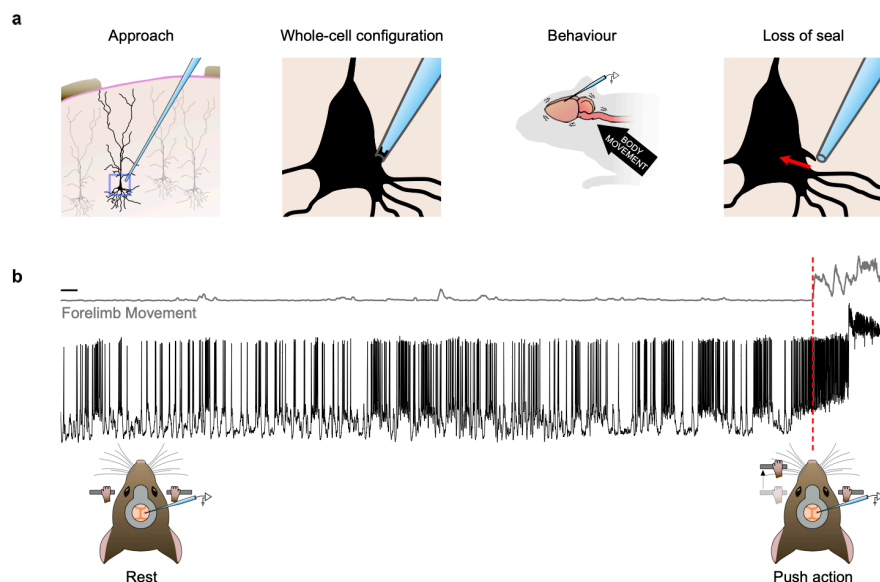 a
Approach
Whole-cell configuration
Behaviour
Loss of seal
BODY
MOVEMENT
b
Forelimb Movement
Rest
Push action